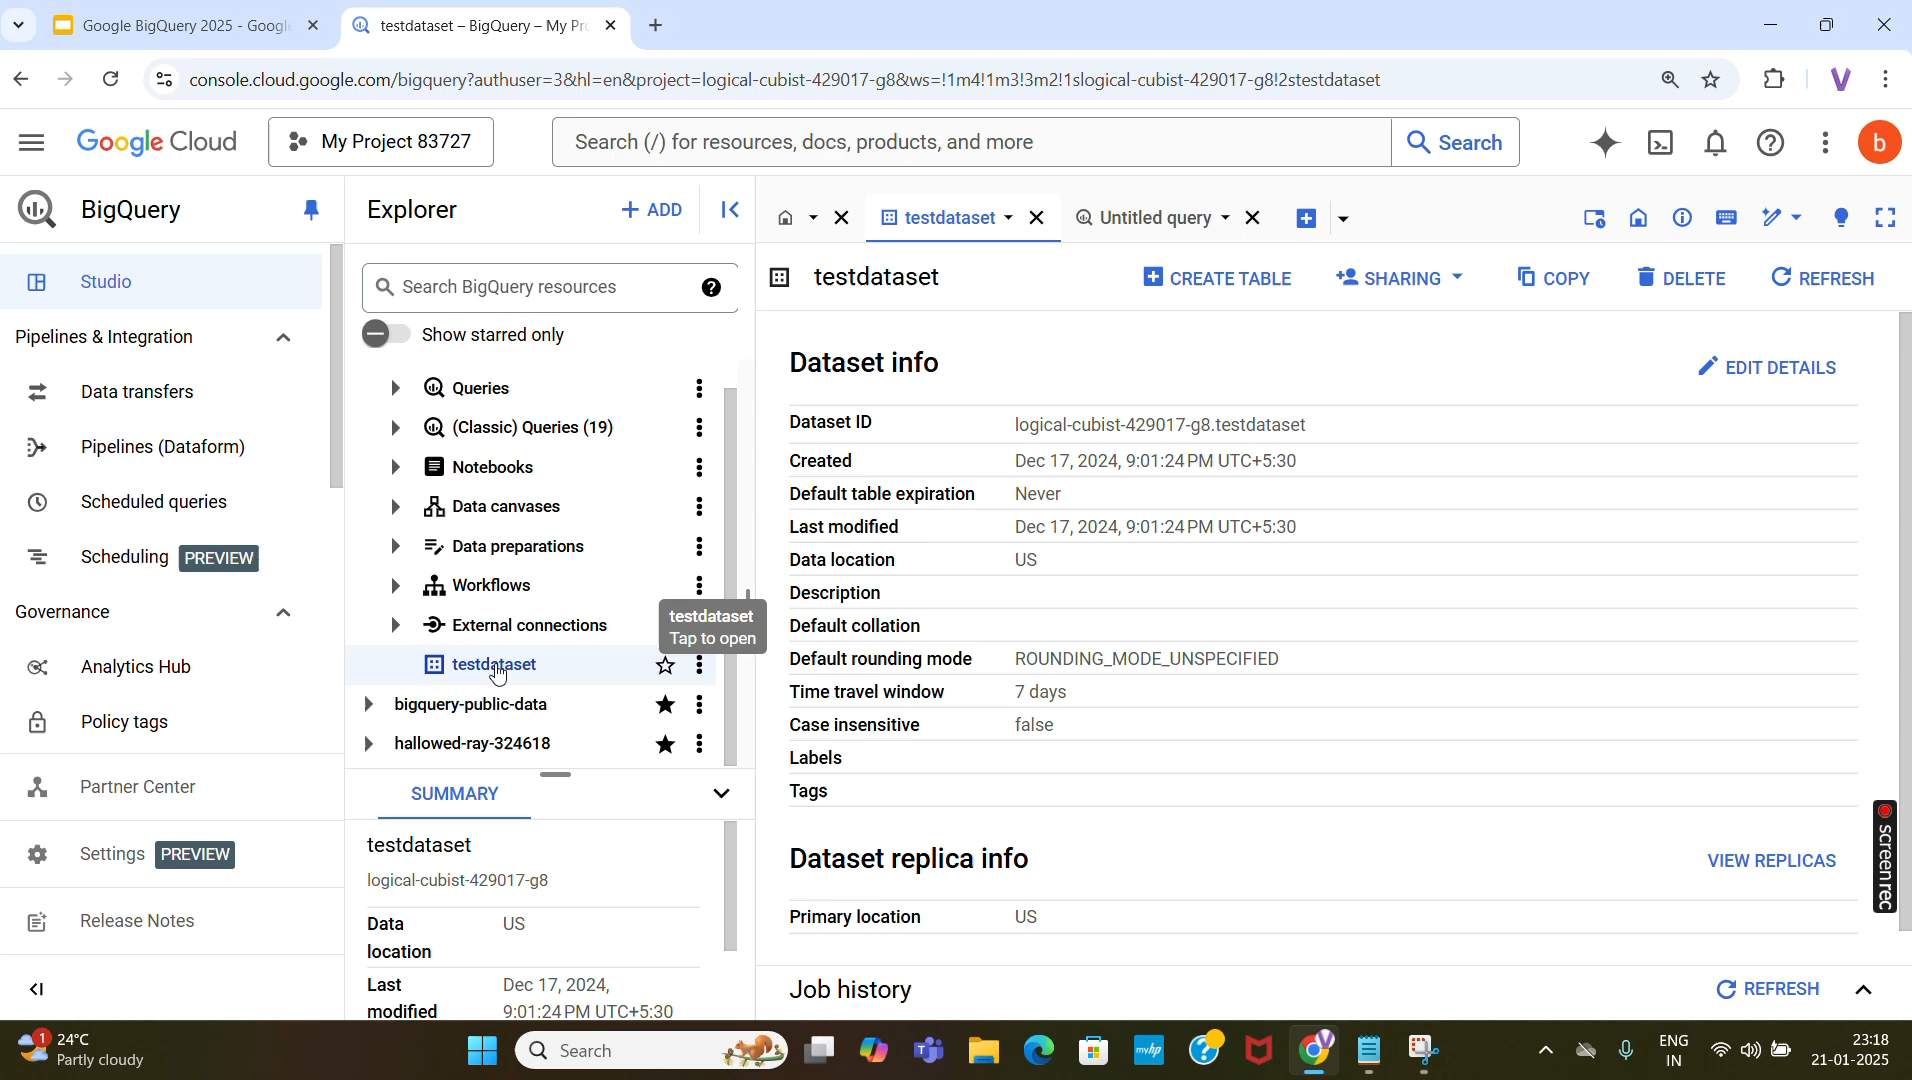 Google BigQuery 2025 - Google
testdataset – BigQuery – My Pr
console.cloud.google.com/bigquery?authuser=3&hl=en&project=logical-cubist-429017-g8&ws=!1m4!1m3!3m2!1slogical-cubist-429017-g8!2stestdataset
V
Google Cloud
My Project 83727
Search (/) for resources, docs, products, and more
Search
b
BigQuery
Studio
Pipelines & Integration
Data transfers
Pipelines (Dataform)
Scheduled queries
Scheduling PREVIEW
Governance
Analytics Hub
Policy tags
Partner Center
Settings PREVIEW
Release Notes
Explorer
+ ADD
Search BigQuery resources
Show starred only
Queries
(Classic) Queries (19)
Notebooks
Data canvases
Data preparations
Workflows
External connections
testdataset
Tap to open
testdataset
bigquery-public-data
hallowed-ray-324618
SUMMARY
testdataset
logical-cubist-429017-g8
Data location US
Last modified Dec 17, 2024, 9:01:24 PM UTC+5:30
testdataset
Untitled query
testdataset
CREATE TABLE
SHARING
COPY
DELETE
REFRESH
Dataset info
EDIT DETAILS
Dataset ID logical-cubist-429017-g8.testdataset
Created Dec 17, 2024, 9:01:24 PM UTC+5:30
Default table expiration Never
Last modified Dec 17, 2024, 9:01:24 PM UTC+5:30
Data location US
Description
Default collation
Default rounding mode ROUNDING_MODE_UNSPECIFIED
Time travel window 7 days
Case insensitive false
Labels
Tags
Dataset replica info
VIEW REPLICAS
Primary location US
Job history
REFRESH
screenrec
1
24°C
Partly cloudy
Search
myhp
ENG
IN
23:18
21-01-2025